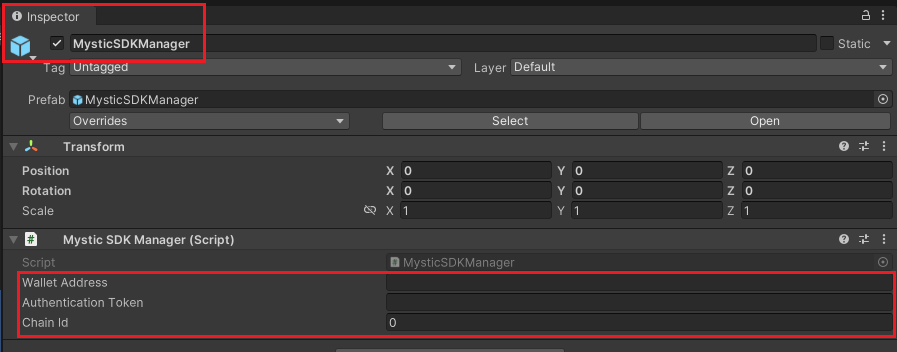 Inspector
MysticSDKManager Static
Tag Untagged Layer Default
Prefab MysticSDKManager
Overrides Select Open
Transform
Position X 0 Y 0 Z 0
Rotation X 0 Y 0 Z 0
Scale X 1 Y 1 Z 1
# Mystic SDK Manager (Script)
Script # MysticSDKManager
Wallet Address
Authentication Token
Chain Id 0